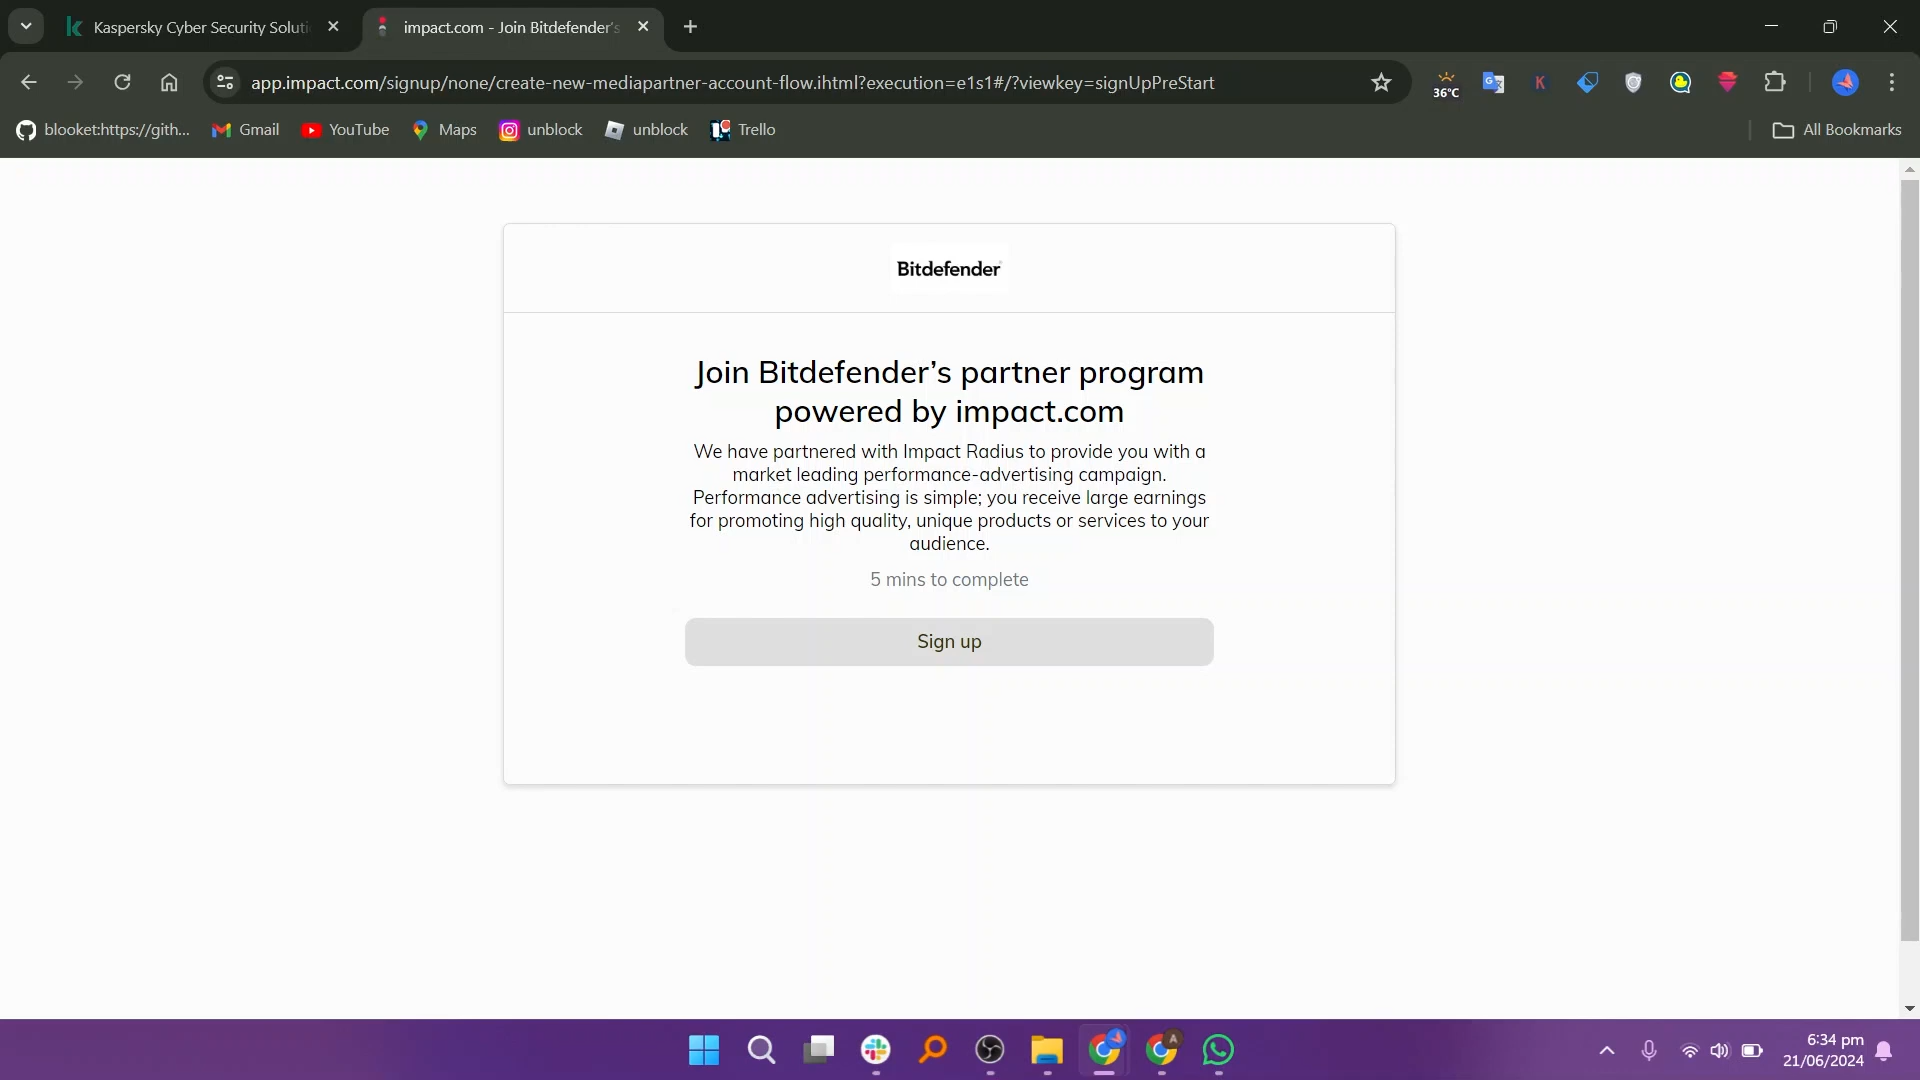 Kaspersky Cyber Security Soluti
impact.com - Join Bitdefender's
app.impact.com/signup/none/create-new-mediapartner-account-flow.ihtml?execution=e1s1#/?viewkey=signUpPreStart
36°C
blooket:https://gith...
Gmail
YouTube
Maps
unblock
unblock
Trello
All Bookmarks
Bitdefender
Join Bitdefender’s partner program
powered by impact.com
We have partnered with Impact Radius to provide you with a
market leading performance-advertising campaign.
Performance advertising is simple; you receive large earnings
for promoting high quality, unique products or services to your
audience.
5 mins to complete
Sign up
6:34 pm
21/06/2024